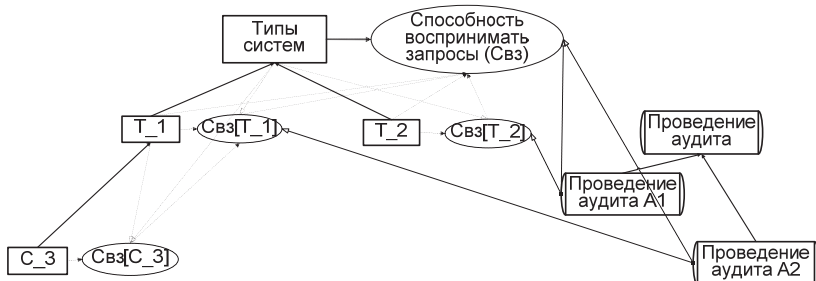 Типы
систем
Способность
воспринимать
запросы (Свз)
Т_1
Свз[Т_1]
Т_2
Свз[Т_2]
Проведение
аудита
Проведение
аудита А1
С_3
Свз[С_3]
Проведение
аудита А2